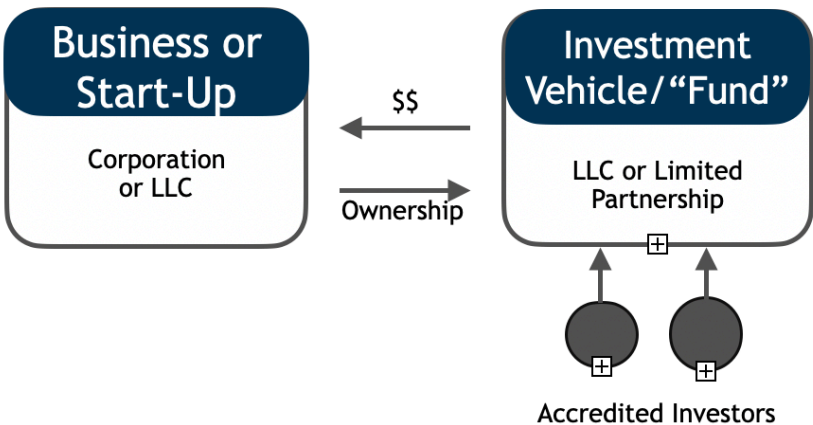 Business or
Start-Up
Corporation
or LLC
$$
Ownership
Investment
Vehicle/“Fund”
LLC or Limited
Partnership
Accredited Investors